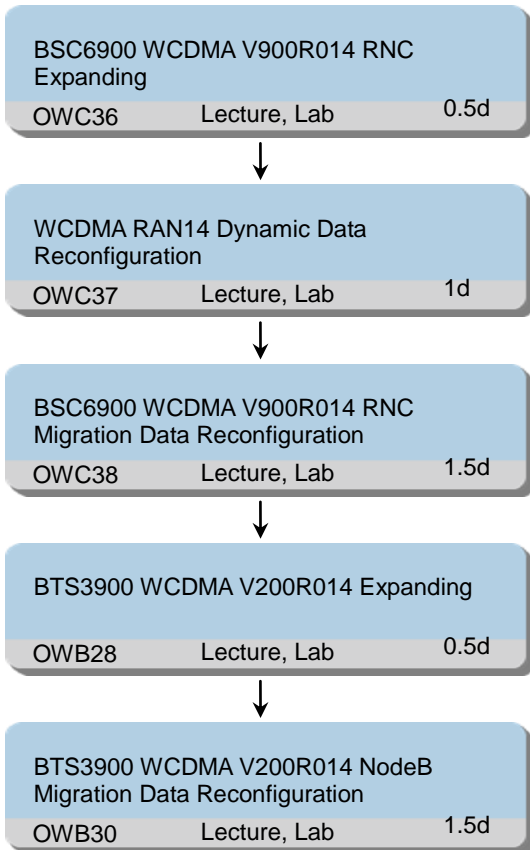 BSC6900 WCDMA V900R014 RNC
Expanding
OWC36 Lecture, Lab 0.5d
WCDMA RAN14 Dynamic Data
Reconfiguration
OWC37 Lecture, Lab 1d
BSC6900 WCDMA V900R014 RNC
Migration Data Reconfiguration
OWC38 Lecture, Lab 1.5d
BTS3900 WCDMA V200R014 Expanding
OWB28 Lecture, Lab 0.5d
BTS3900 WCDMA V200R014 NodeB
Migration Data Reconfiguration
OWB30 Lecture, Lab 1.5d